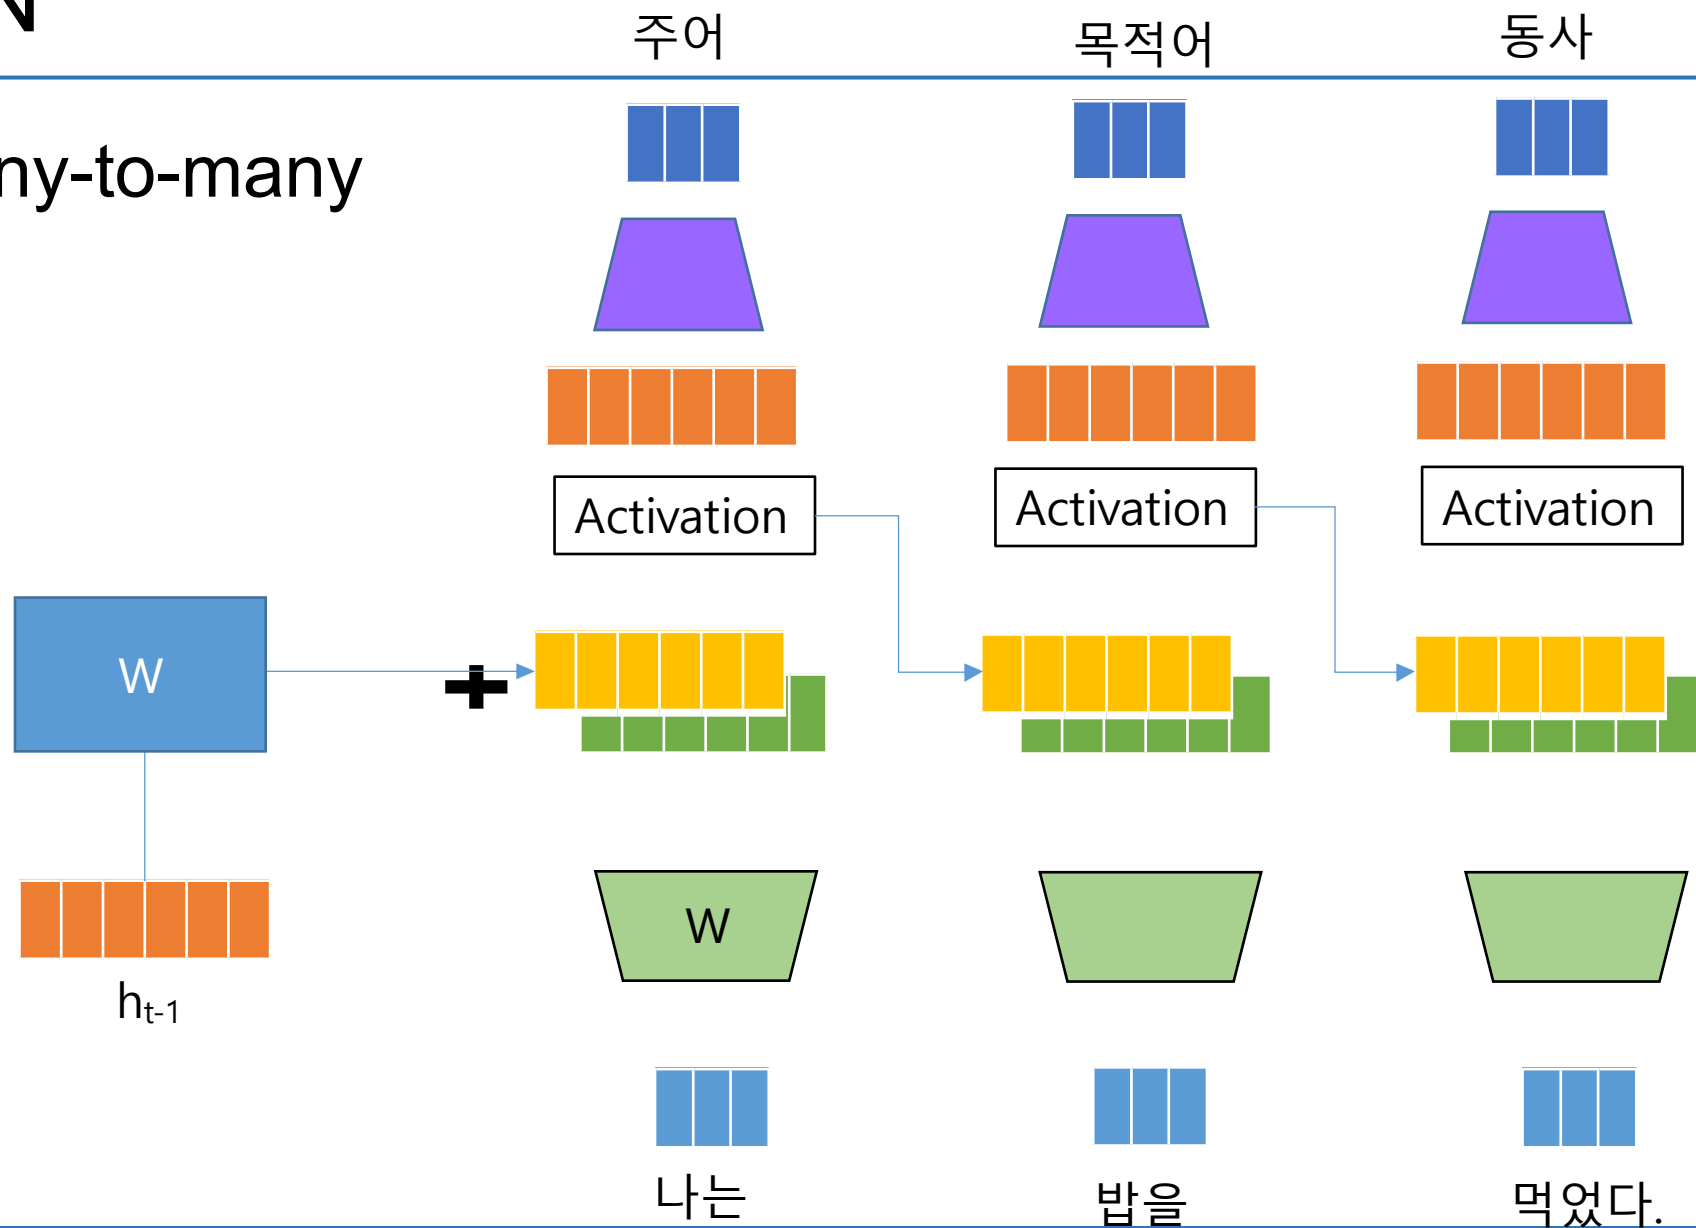 N
주어 목적어 동사
ny-to-many
Activation Activation Activation
W
W
h_{t-1}
나는 밥을 먹었다.